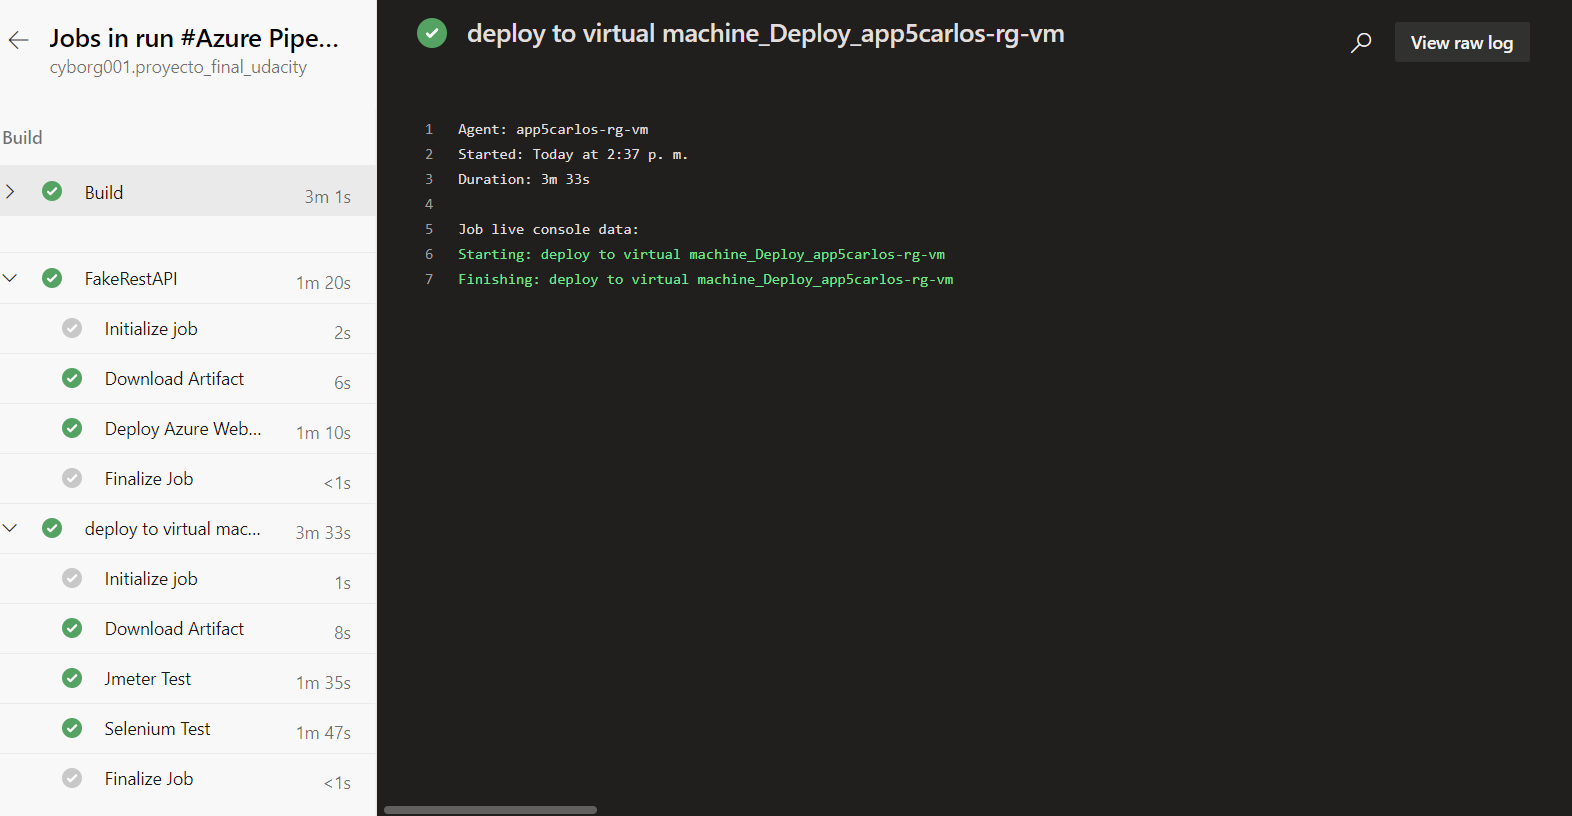 Jobs in run #Azure Pipe...
cyborg001.proyecto_final_udacity
Build
Build 3m 1s
FakeRestAPI 1m 20s
Initialize job 2s
Download Artifact 6s
Deploy Azure Web... 1m 10s
Finalize Job <1s
deploy to virtual mac... 3m 33s
Initialize job 1s
Download Artifact 8s
Jmeter Test 1m 35s
Selenium Test 1m 47s
Finalize Job <1s
deploy to virtual machine_Deploy_app5carlos-rg-vm
View raw log
1 Agent: app5carlos-rg-vm
2 Started: Today at 2:37 p. m.
3 Duration: 3m 33s
4
5 Job live console data:
6 Starting: deploy to virtual machine_Deploy_app5carlos-rg-vm
7 Finishing: deploy to virtual machine_Deploy_app5carlos-rg-vm